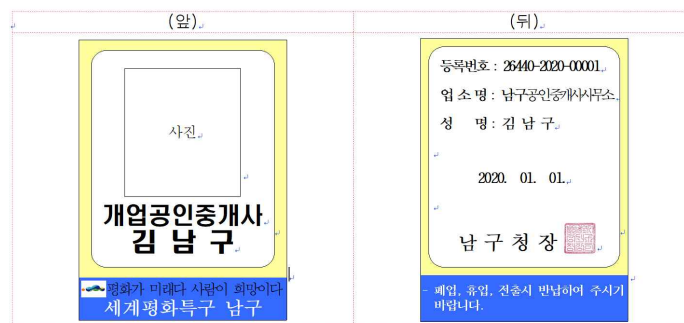 (앞)
(뒤)
사진
개업공인중개사
김 남 구
평화가 미래다 사람이 희망이다
세계평화특구 남구
등록번호 : 26440-2020-00001
업 소 명 : 남구공인중개사사무소
성 명 : 김 남 구
2020. 01. 01.
남 구 청 장
- 폐업, 휴업, 전출시 반납하여 주시기
바랍니다.